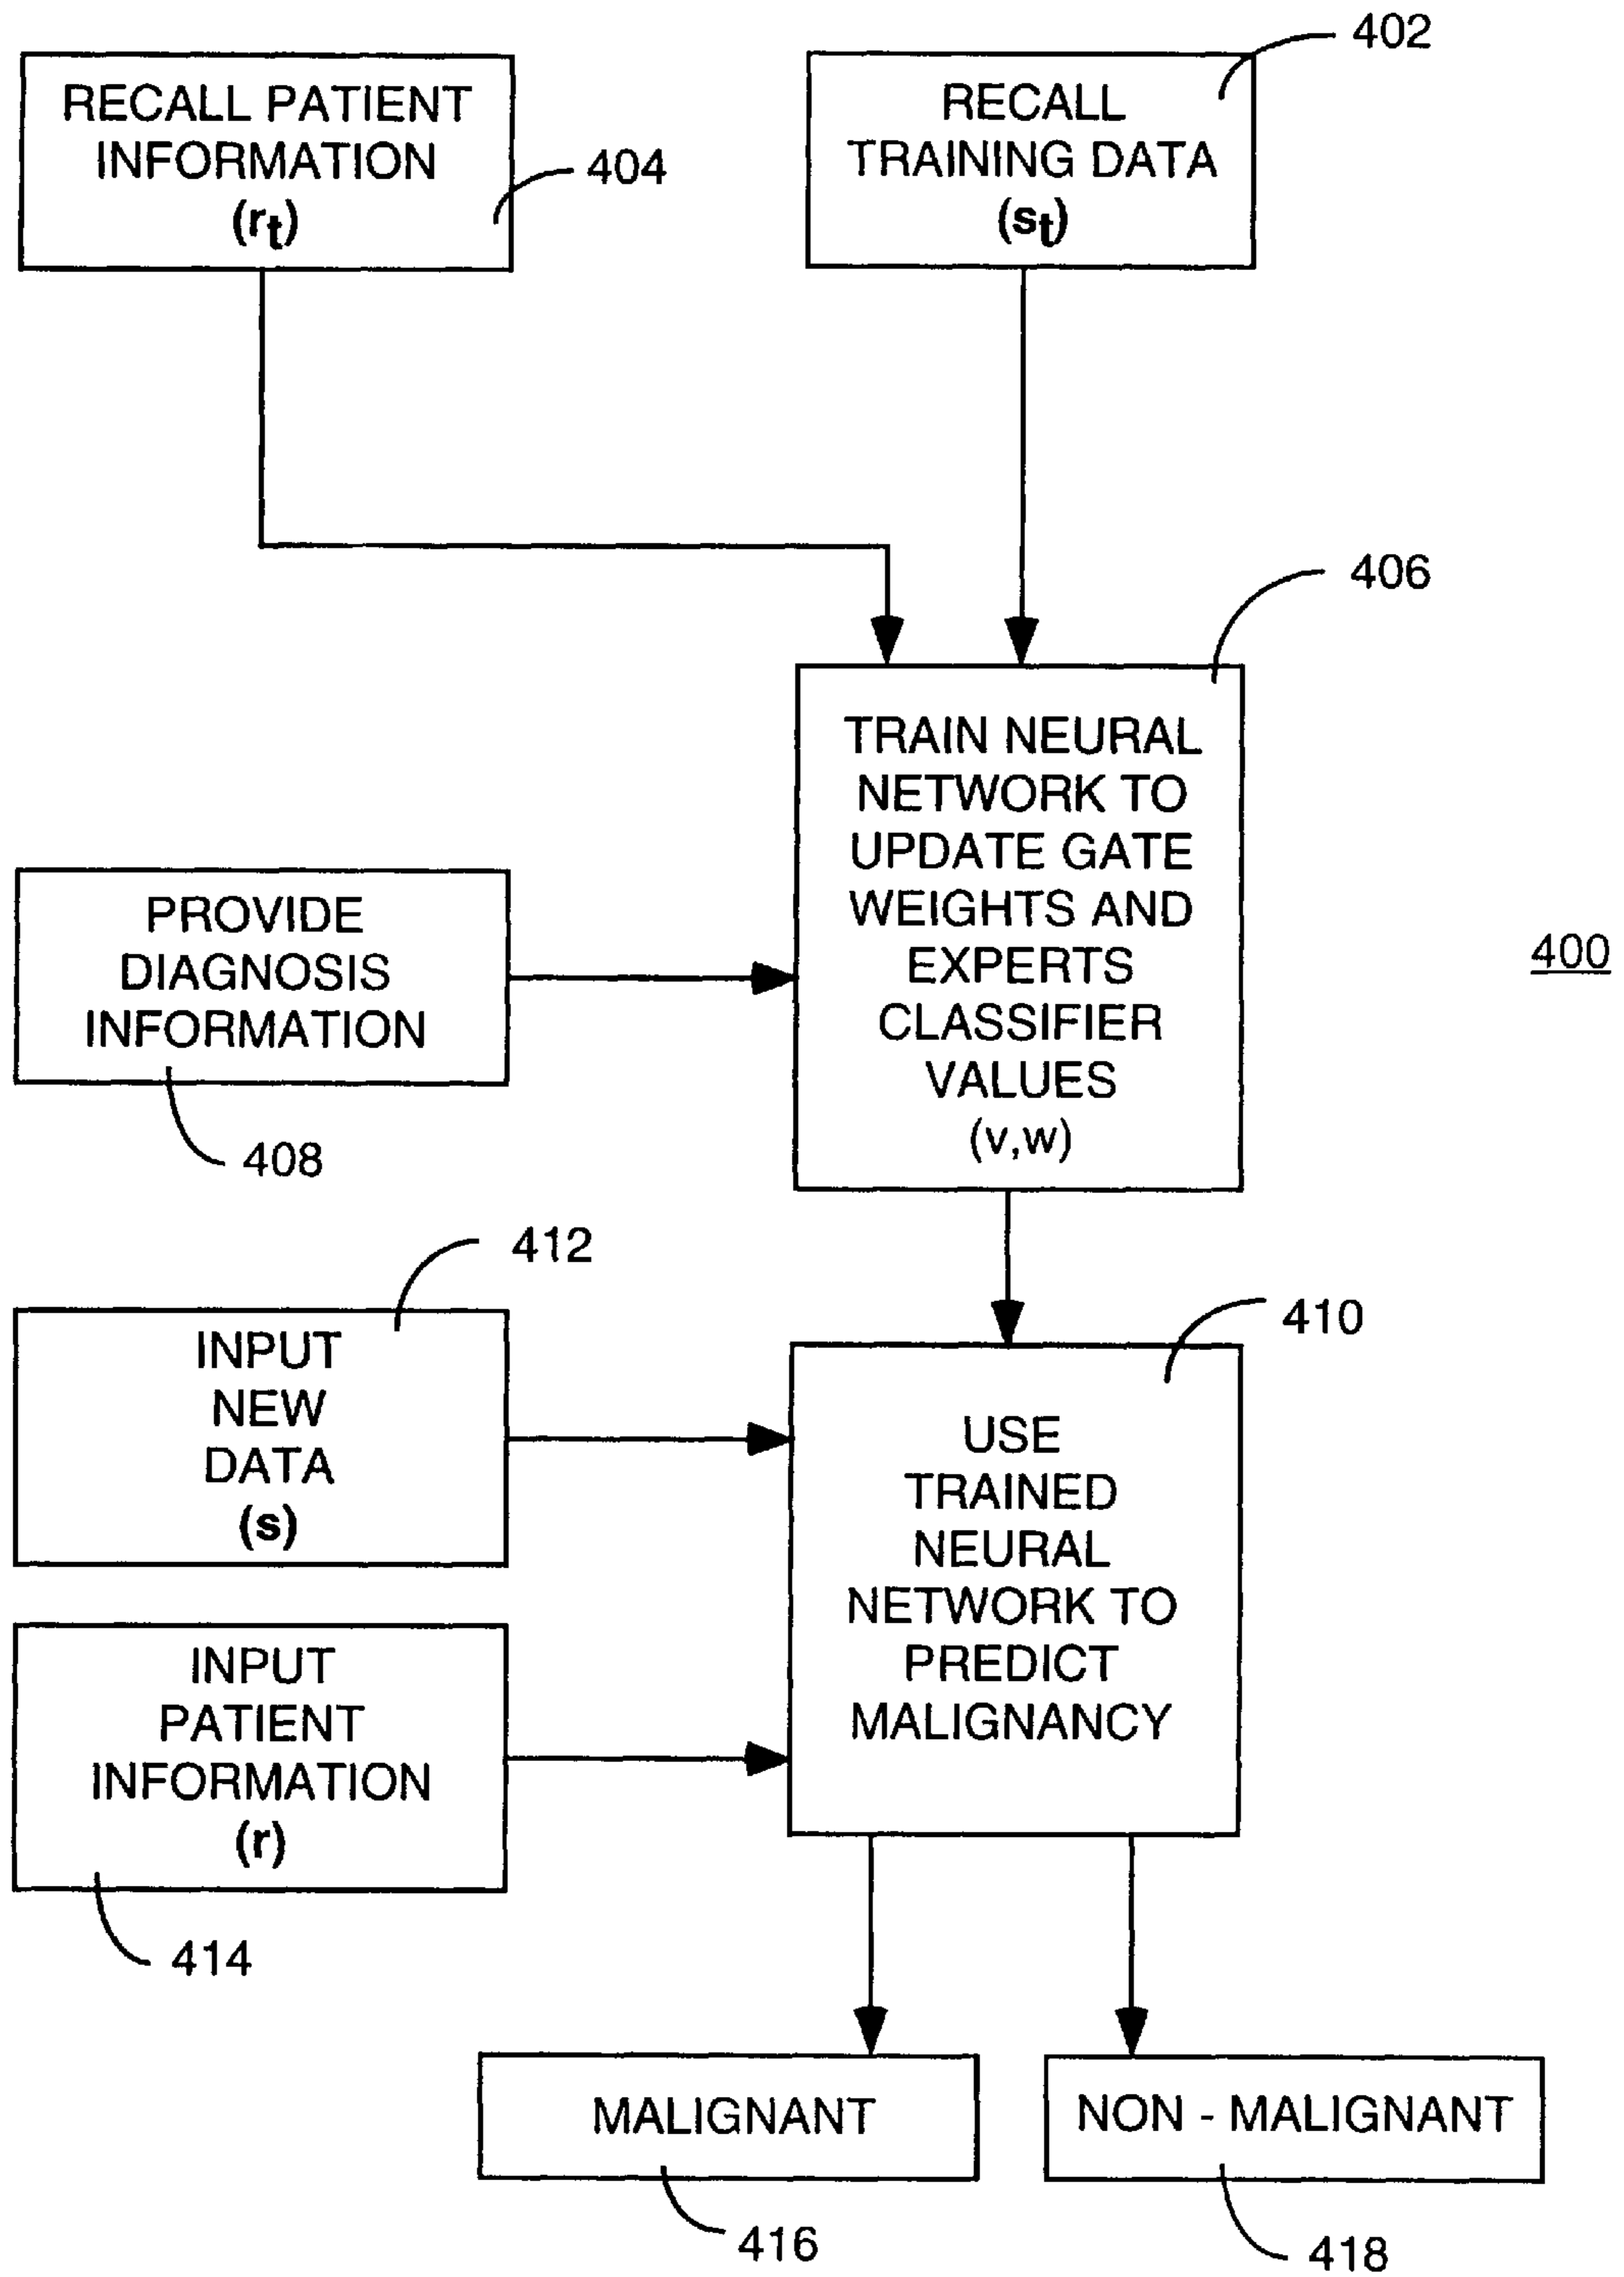 402
RECALL PATIENT
INFORMATION
(rt)
404
RECALL
TRAINING DATA
(st)
406
TRAIN NEURAL
NETWORK TO
UPDATE GATE
WEIGHTS AND
EXPERTS
CLASSIFIER
VALUES
(v,w)
400
PROVIDE
DIAGNOSIS
INFORMATION
408
412
INPUT
NEW
DATA
(s)
410
USE
TRAINED
NEURAL
NETWORK TO
PREDICT
MALIGNANCY
INPUT
PATIENT
INFORMATION
(r)
414
MALIGNANT
NON - MALIGNANT
416
418